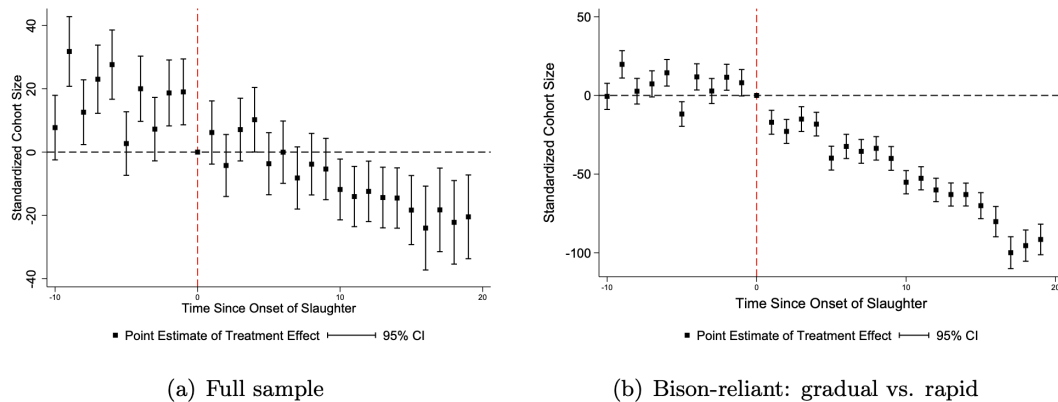 40
20
0
20
40
Standardized Cohort Size
-10
0
10
20
Time Since Onset of Slaughter
Point Estimate of Treatment Effect 95% CI
(a) Full sample
50
0
-50
-100
Standardized Cohort Size
-10
0
10
20
Time Since Onset of Slaughter
Point Estimate of Treatment Effect 95% CI
(b) Bison-reliant: gradual vs. rapid